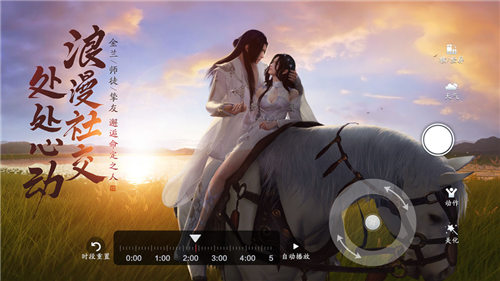 浪漫社交
处处心动
金兰 师徒 挚友 邂逅命定之人
天气
动作
美化
时段重置
0:00 1:00 2:00 3:00 4:00 5
自动播放